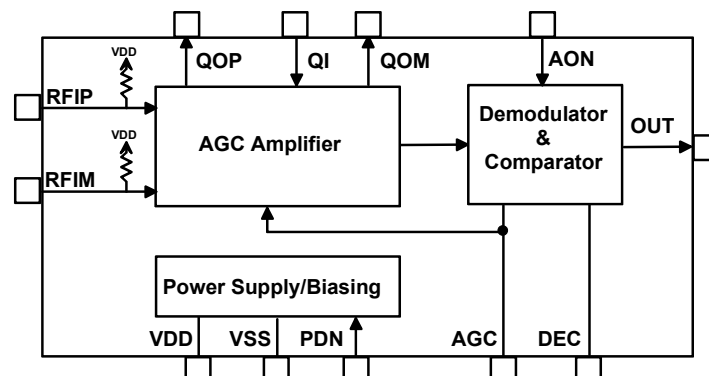 QOP
QI
QOM
AON
VDD
RFIP
AGC Amplifier
Demodulator
&
Comparator
OUT
VDD
RFIM
Power Supply/Biasing
VDD
VSS
PDN
AGC
DEC